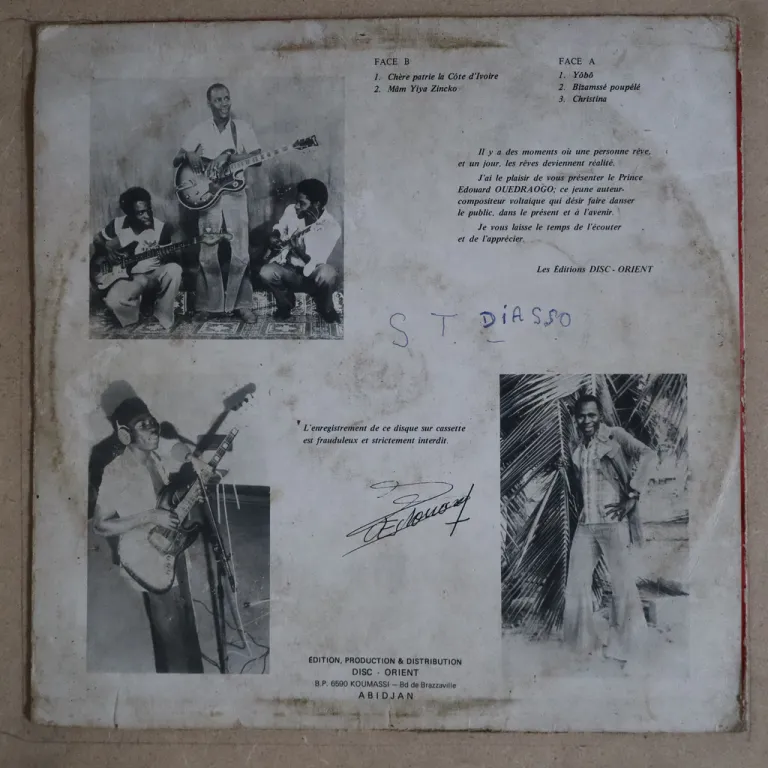 FACE B
1. Chère patrie la Côte d'Ivoire
2. Mâm Yiya Zincko
FACE A
1. Yôbô
2. Bizamssé poupélé
3. Christina
Il y a des moments où une personne rêve,
et un jour, les rêves deviennent réalité.
J'ai le plaisir de vous présenter le Prince
Edouard OUEDRAOGO; ce jeune auteur-
compositeur voltaïque qui désir faire danser
le public, dans le présent et à l'avenir.
Je vous laisse le temps de l'écouter
et de l'apprécier.
Les Éditions DISC - ORIENT
S T. DiASSO
L'enregistrement de ce disque sur cassette
est frauduleux et strictement interdit.
ÉDITION, PRODUCTION & DISTRIBUTION
DISC - ORIENT
B.P. 6590 KOUMASSI — Bd de Brazzaville
ABIDJAN